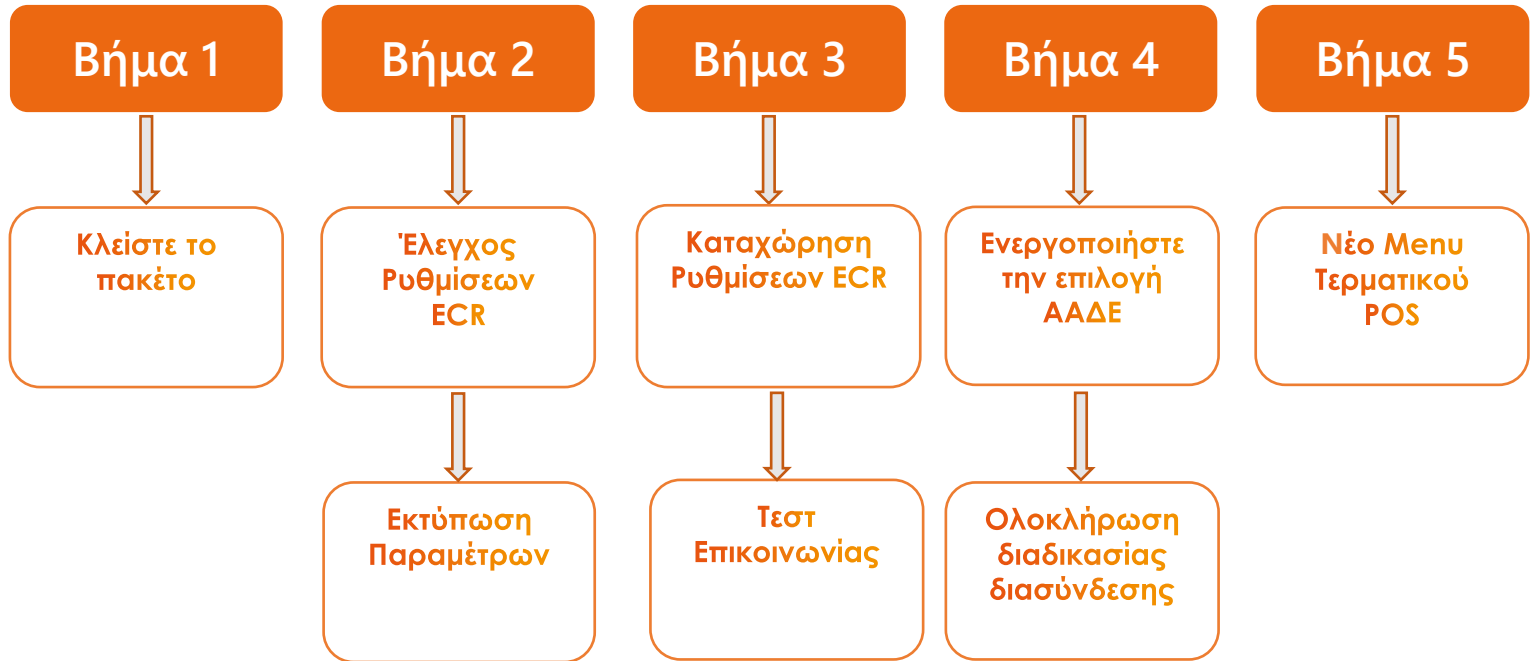 Βήμα 1
Βήμα 2
Βήμα 3
Βήμα 4
Βήμα 5
Κλείστε το
πακέτο
Έλεγχος
Ρυθμίσεων
ECR
Καταχώρηση
Ρυθμίσεων ECR
Ενεργοποιήστε
την επιλογή
ΑΑΔΕ
Νέο Menu
Τερματικού
POS
Εκτύπωση
Παραμέτρων
Τεστ
Επικοινωνίας
Ολοκλήρωση
διαδικασίας
διασύνδεσης